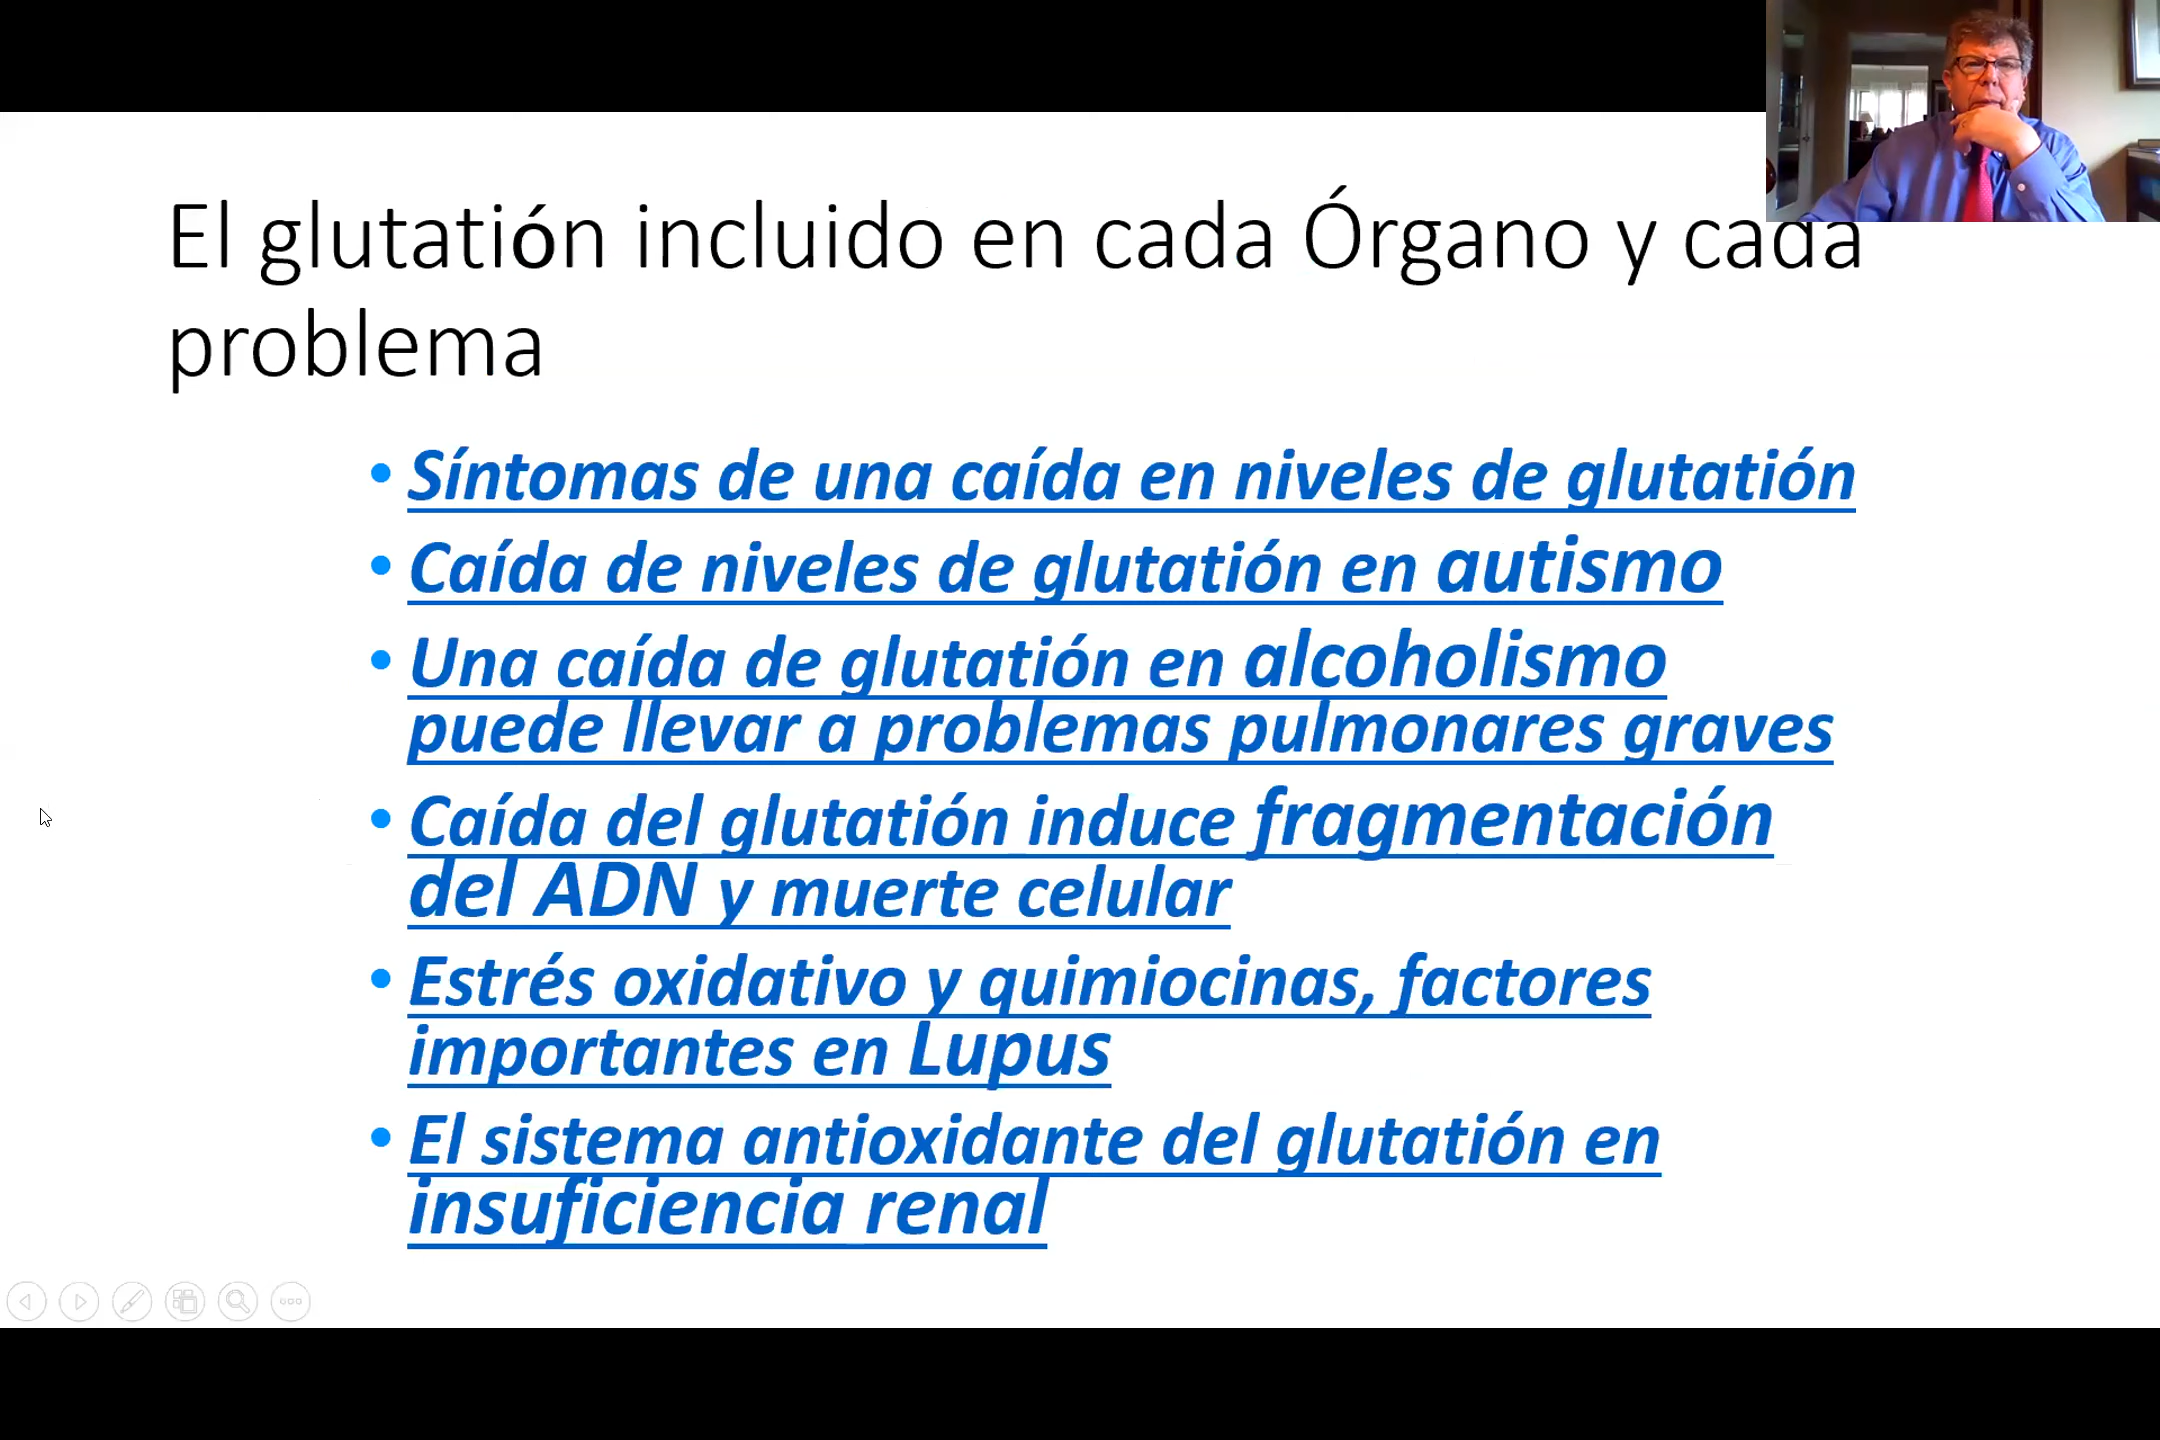 El glutatión incluido en cada Órgano y cada
problema
• Síntomas de una caída en niveles de glutatión
• Caída de niveles de glutatión en autismo
• Una caída de glutatión en alcoholismo
puede llevar a problemas pulmonares graves
• Caída del glutatión induce fragmentación
del ADN y muerte celular
• Estrés oxidativo y quimiocinas, factores
importantes en Lupus
• El sistema antioxidante del glutatión en
insuficiencia renal